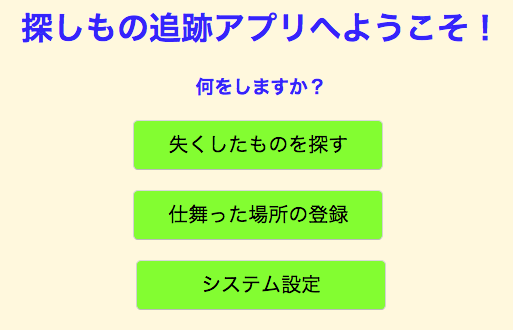 探しもの追跡アプリへようこそ！
何をしますか？
失くしたものを探す
仕舞った場所の登録
システム設定